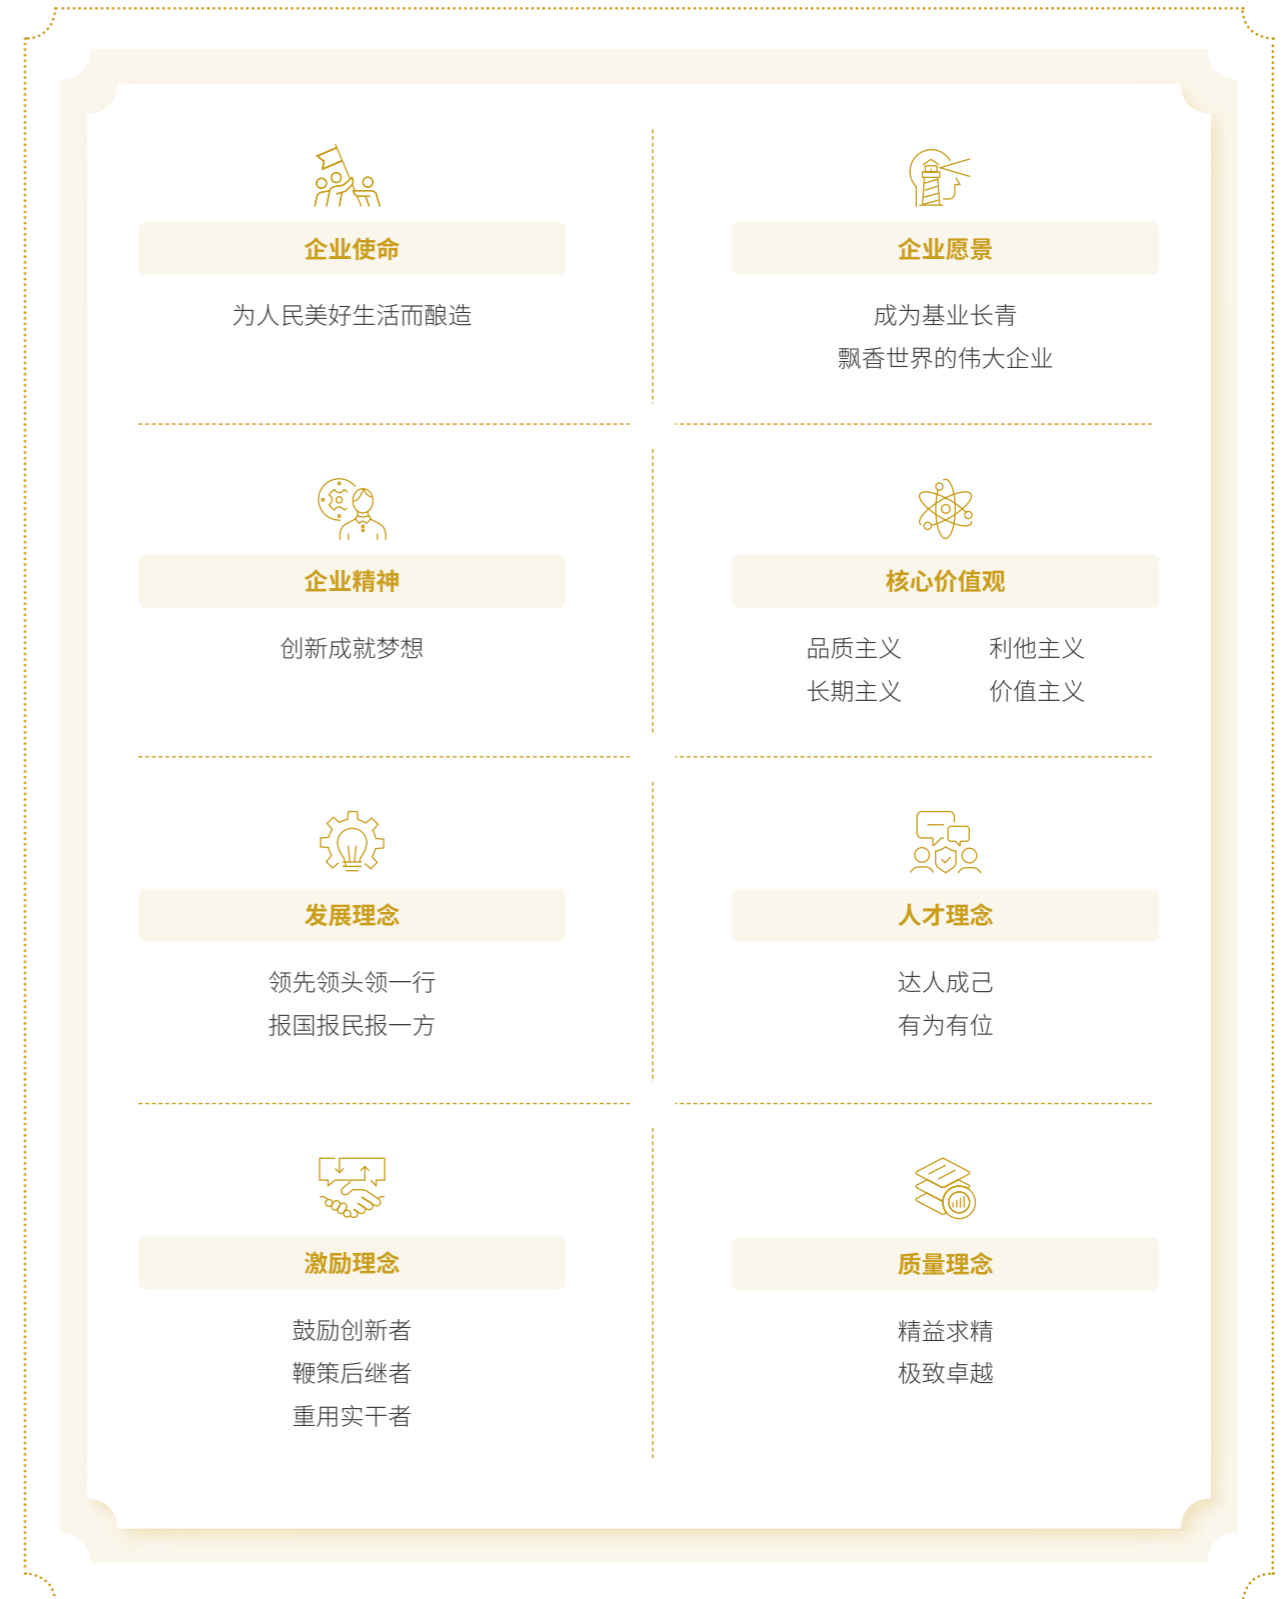 企业使命
为人民美好生活而酿造
企业愿景
成为基业长青
飘香世界的伟大企业
企业精神
创新成就梦想
核心价值观
品质主义 利他主义
长期主义 价值主义
发展理念
领先领头领一行
报国报民报一方
人才理念
达人成己
有为有位
激励理念
鼓励创新者
鞭策后继者
重用实干者
质量理念
精益求精
极致卓越